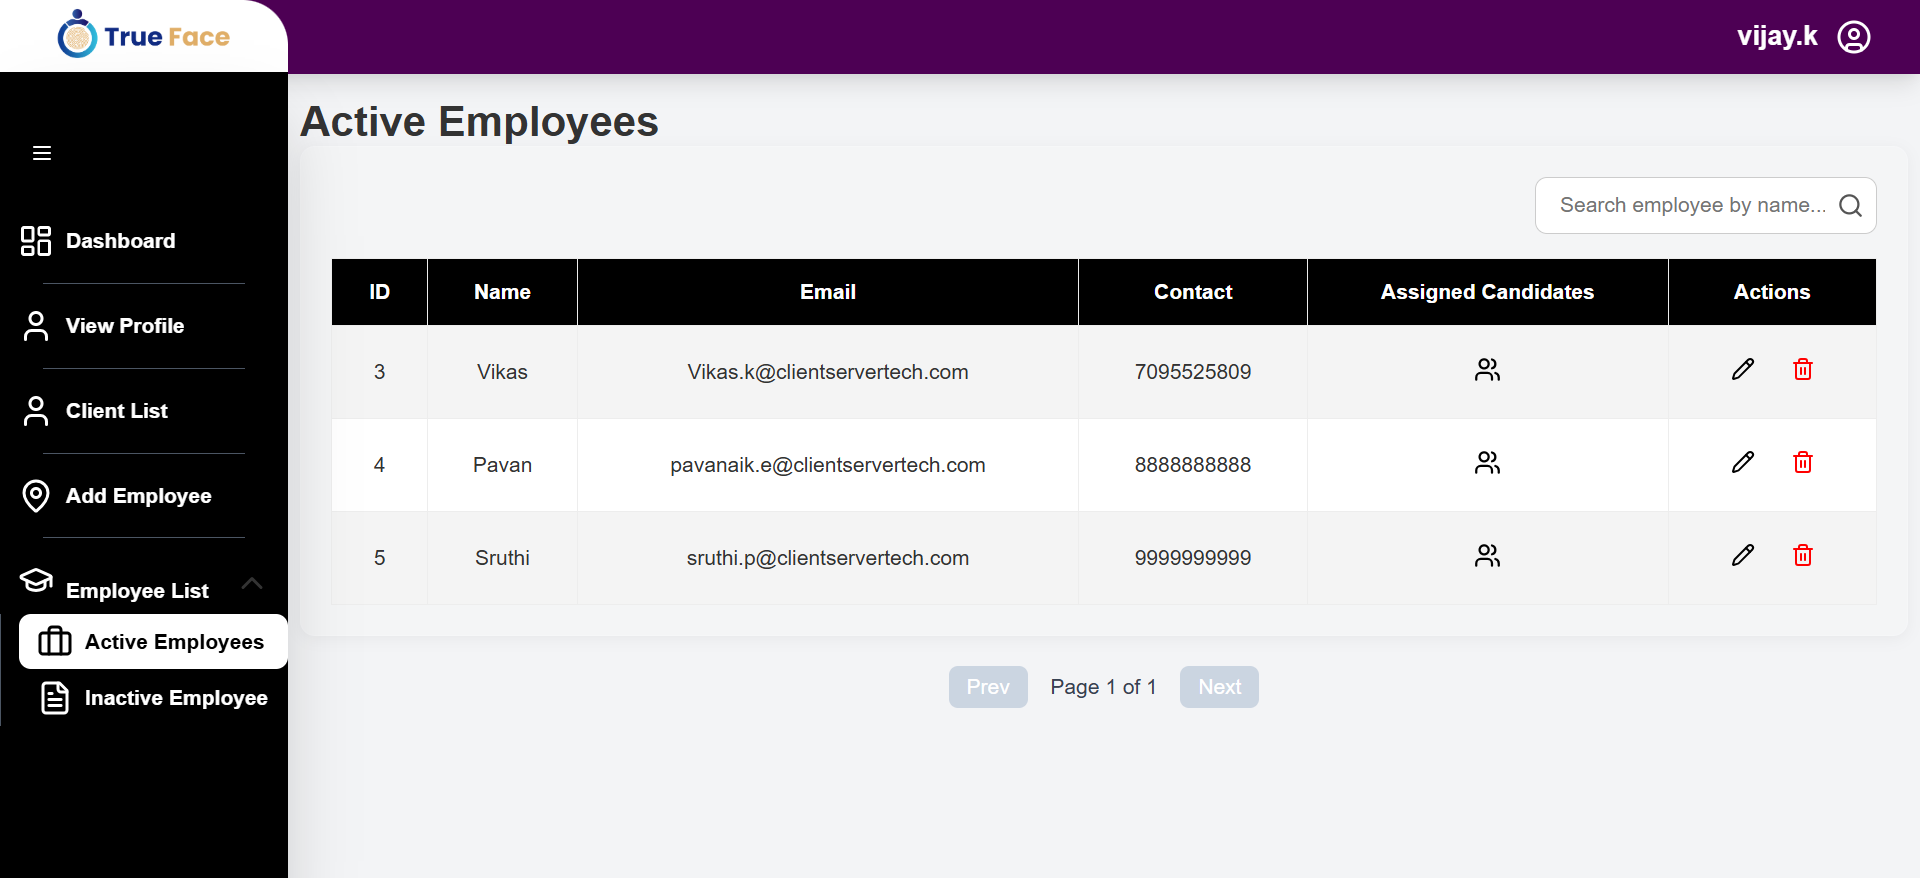 True Face
vijay.k
Dashboard
View Profile
Client List
Add Employee
Employee List
Active Employees
Inactive Employee
Active Employees
Search employee by name...
ID Name Email Contact Assigned Candidates Actions
3 Vikas Vikas.k@clientservertech.com 7095525809
4 Pavan pavanaik.e@clientservertech.com 8888888888
5 Sruthi sruthi.p@clientservertech.com 9999999999
Prev Page 1 of 1 Next